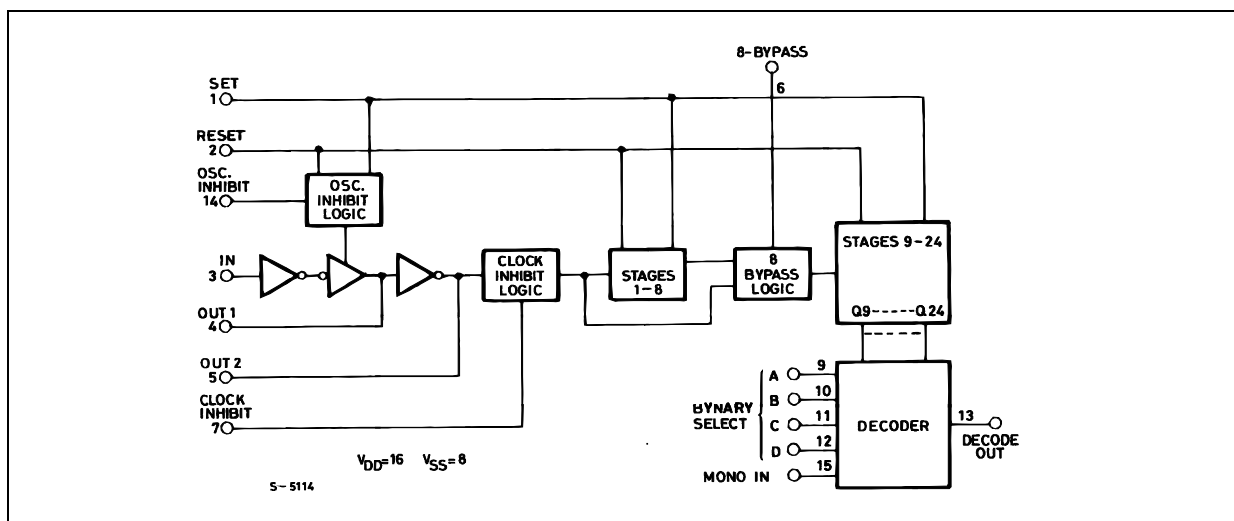 8-BYPASS
6
SET
1
RESET
2
OSC.
INHIBIT
14
OSC.
INHIBIT
LOGIC
IN
3
OUT 1
4
OUT 2
5
CLOCK
INHIBIT
7
CLOCK
INHIBIT
LOGIC
STAGES
1-8
8
BYPASS
LOGIC
STAGES 9-24
Q9-----Q24
BYNARY
SELECT
A 9
B 10
C 11
D 12
MONO IN 15
DECODER
13
DECODE
OUT
VDD=16 VSS=8
S-5114